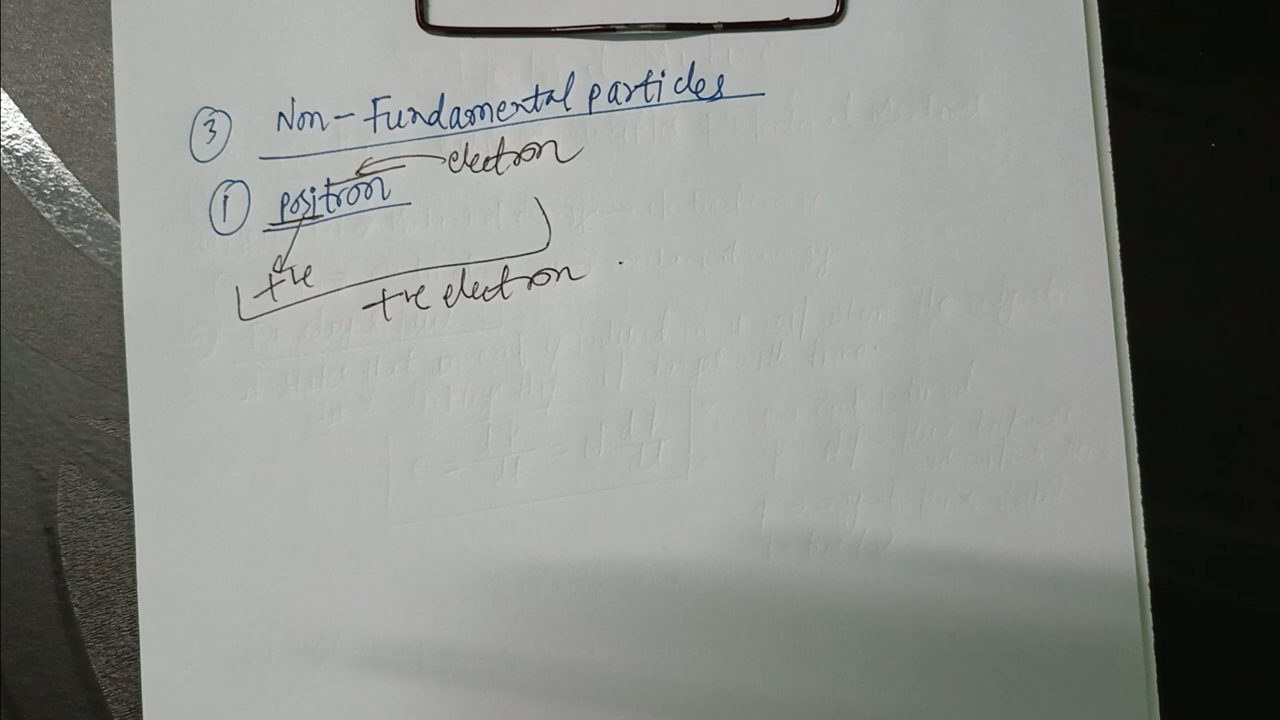 ③ Non-Fundamental particles
electron
① positron
+ve
+ve electron